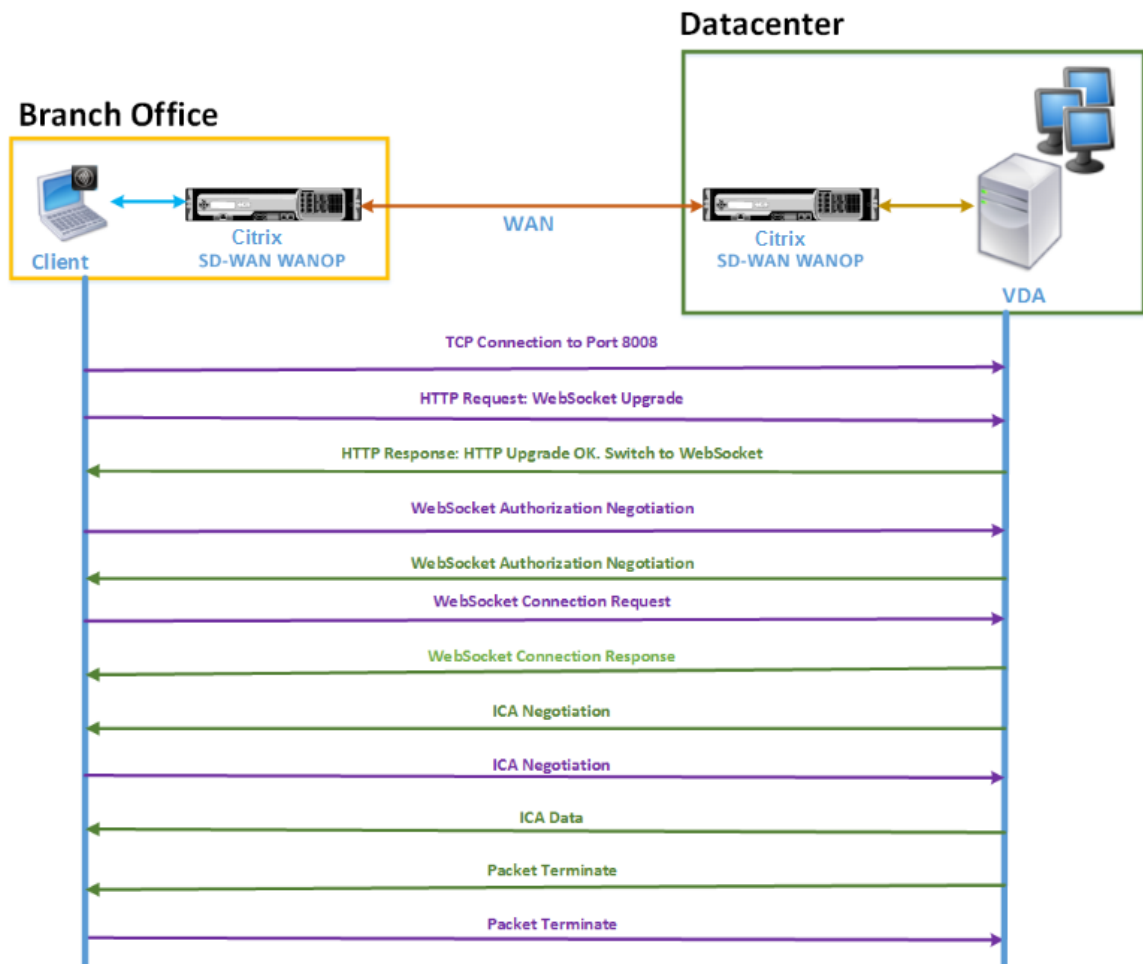 Datacenter
Branch Office
WAN
Citrix
SD-WAN WANOP
Client
Citrix
SD-WAN WANOP
VDA
TCP Connection to Port 8008
HTTP Request: WebSocket Upgrade
HTTP Response: HTTP Upgrade OK. Switch to WebSocket
WebSocket Authorization Negotiation
WebSocket Authorization Negotiation
WebSocket Connection Request
WebSocket Connection Response
ICA Negotiation
ICA Negotiation
ICA Data
Packet Terminate
Packet Terminate